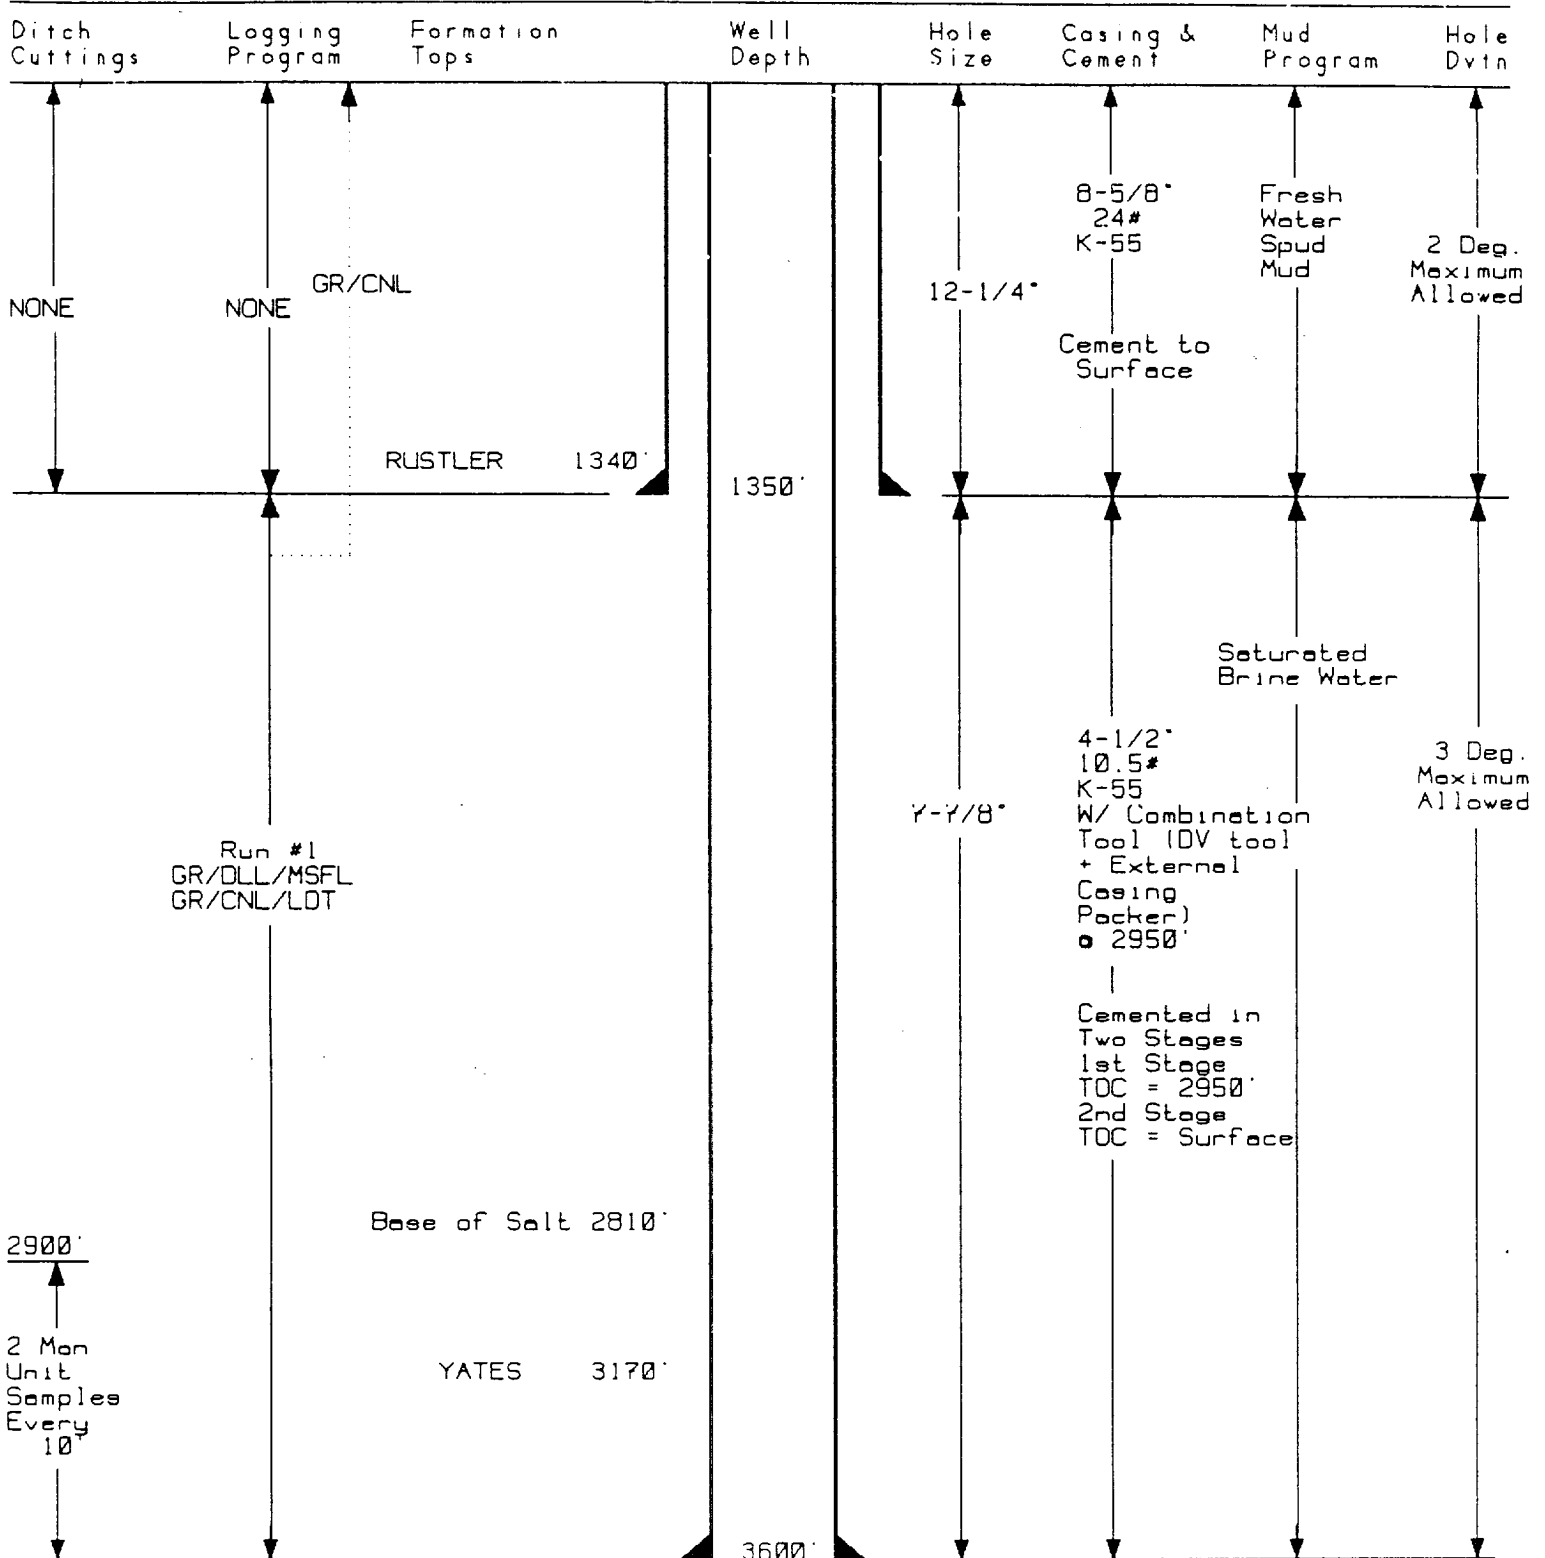 Ditch Cuttings
Logging Program
Formation Tops
Well Depth
Hole Size
Casing & Cement
Mud Program
Hole Dvtn
NONE
NONE
GR/CNL
RUSTLER 1340'
1350'
12-1/4"
8-5/8"
24#
K-55
Cement to
Surface
Fresh
Water
Spud
Mud
2 Deg.
Maximum
Allowed
Run #1
GR/DLL/MSFL
GR/CNL/LDT
Base of Salt 2810'
2900'
2 Man
Unit
Samples
Every
10'
YATES 3170'
3600'
7-7/8"
4-1/2"
10.5#
K-55
W/ Combination
Tool (DV tool
+ External
Casing
Packer)
@ 2950'
Cemented in
Two Stages
1st Stage
TOC = 2950'
2nd Stage
TOC = Surface
Saturated
Brine Water
3 Deg.
Maximum
Allowed